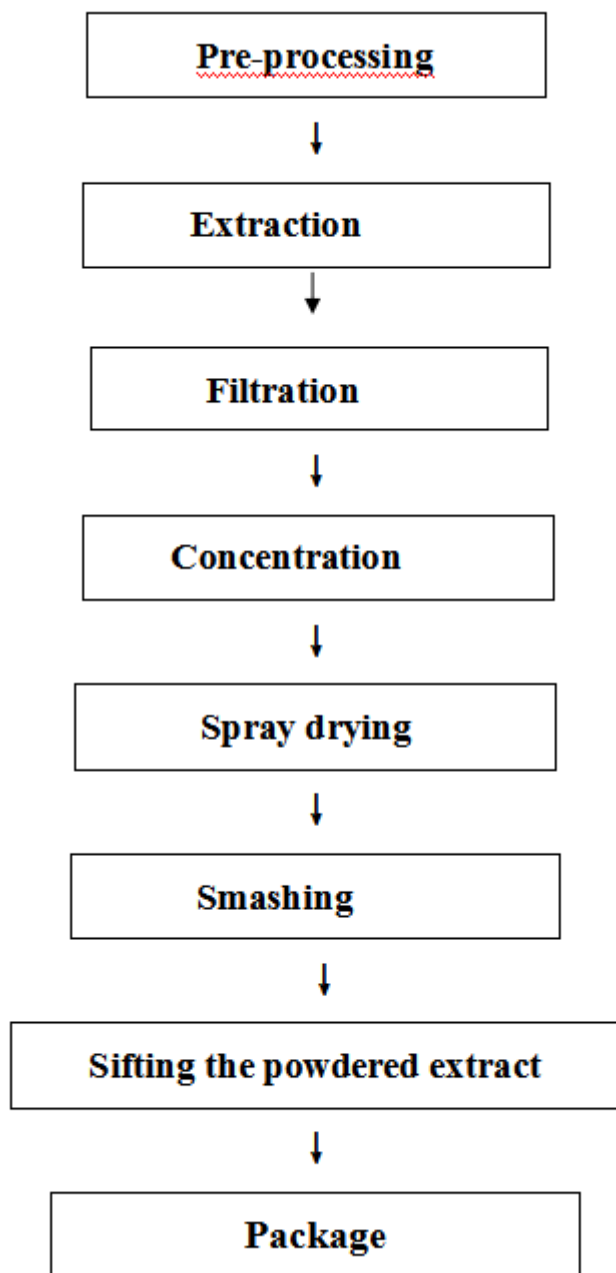 Pre-processing
Extraction
Filtration
Concentration
Spray drying
Smashing
Sifting the powdered extract
Package